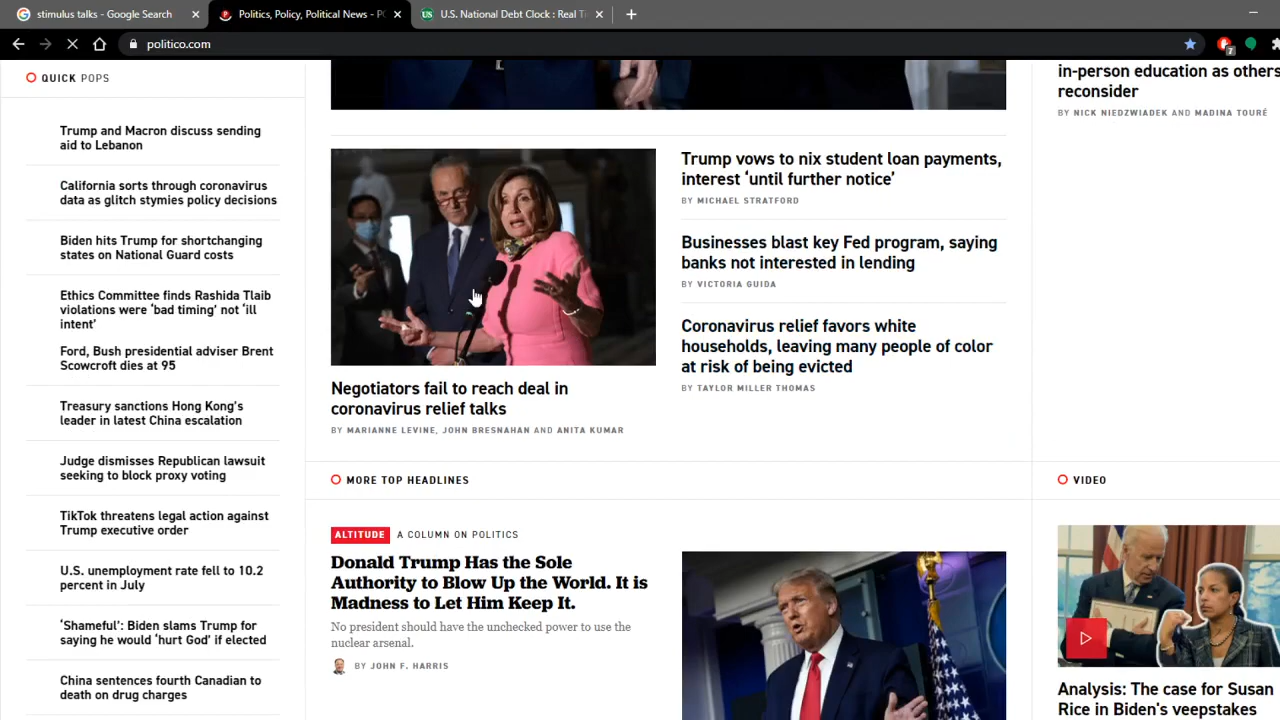 stimulus talks - Google Search
Politics, Policy, Political News - PO
U.S. National Debt Clock : Real Ti
politico.com
7
QUICK POPS
Trump and Macron discuss sending
aid to Lebanon
California sorts through coronavirus
data as glitch stymies policy decisions
Biden hits Trump for shortchanging
states on National Guard costs
Ethics Committee finds Rashida Tlaib
violations were ‘bad timing’ not ‘ill
intent’
Ford, Bush presidential adviser Brent
Scowcroft dies at 95
Treasury sanctions Hong Kong’s
leader in latest China escalation
Judge dismisses Republican lawsuit
seeking to block proxy voting
TikTok threatens legal action against
Trump executive order
U.S. unemployment rate fell to 10.2
percent in July
‘Shameful’: Biden slams Trump for
saying he would ‘hurt God’ if elected
China sentences fourth Canadian to
death on drug charges
Negotiators fail to reach deal in
coronavirus relief talks
BY MARIANNE LEVINE, JOHN BRESNAHAN AND ANITA KUMAR
Trump vows to nix student loan payments,
interest ‘until further notice’
BY MICHAEL STRATFORD
Businesses blast key Fed program, saying
banks not interested in lending
BY VICTORIA GUIDA
Coronavirus relief favors white
households, leaving many people of color
at risk of being evicted
BY TAYLOR MILLER THOMAS
in-person education as others
reconsider
BY NICK NIEDZWIADEK AND MADINA TOURÉ
MORE TOP HEADLINES
ALTITUDE A COLUMN ON POLITICS
Donald Trump Has the Sole
Authority to Blow Up the World. It is
Madness to Let Him Keep It.
No president should have the unchecked power to use the
nuclear arsenal.
BY JOHN F. HARRIS
VIDEO
Analysis: The case for Susan
Rice in Biden's veepstakes